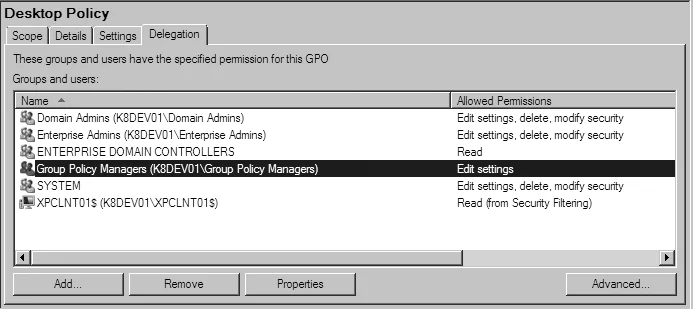 Desktop Policy
Scope Details Settings Delegation
These groups and users have the specified permission for this GPO
Groups and users:
Name Allowed Permissions
Domain Admins (K8DEV01\Domain Admins) Edit settings, delete, modify security
Enterprise Admins (K8DEV01\Enterprise Admins) Edit settings, delete, modify security
ENTERPRISE DOMAIN CONTROLLERS Read
Group Policy Managers (K8DEV01\Group Policy Managers) Edit settings
SYSTEM Edit settings, delete, modify security
XPCLNT01$ (K8DEV01\XPCLNT01$) Read (from Security Filtering)
Add... Remove Properties Advanced...